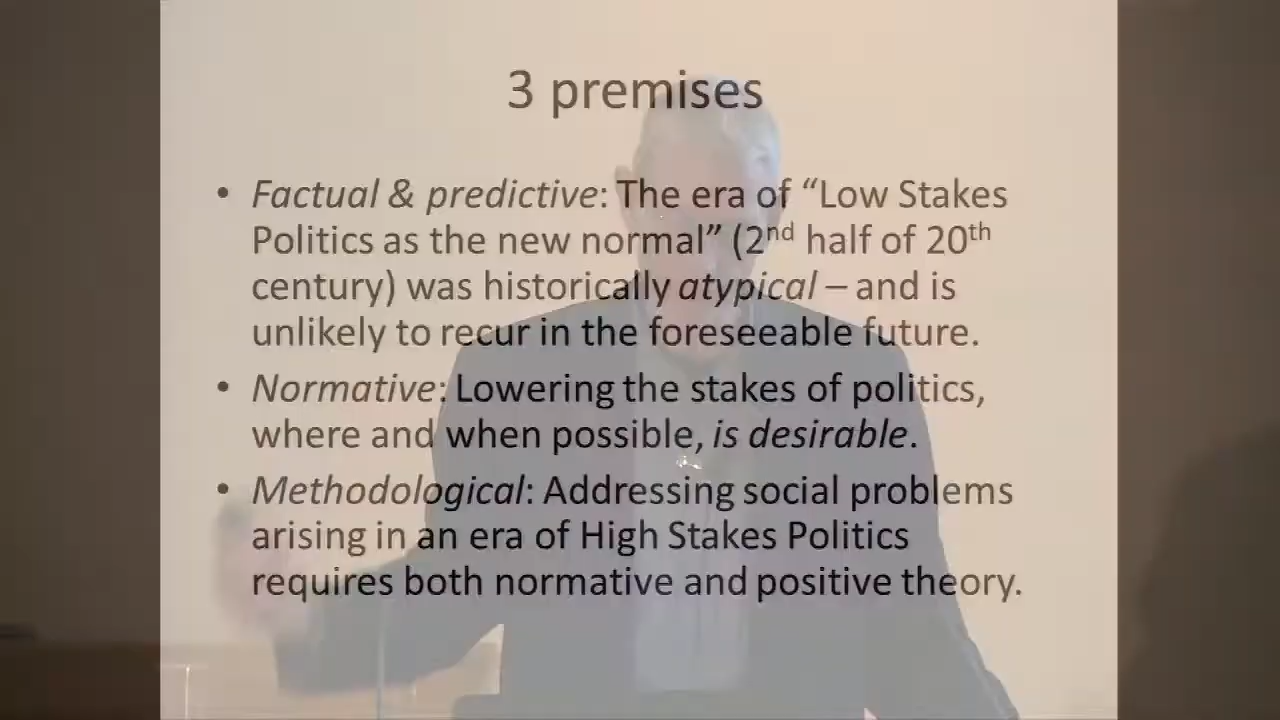 3 premises
• Factual & predictive: The era of “Low Stakes
Politics as the new normal” (2nd half of 20th
century) was historically atypical – and is
unlikely to recur in the foreseeable future.
• Normative: Lowering the stakes of politics,
where and when possible, is desirable.
• Methodological: Addressing social problems
arising in an era of High Stakes Politics
requires both normative and positive theory.